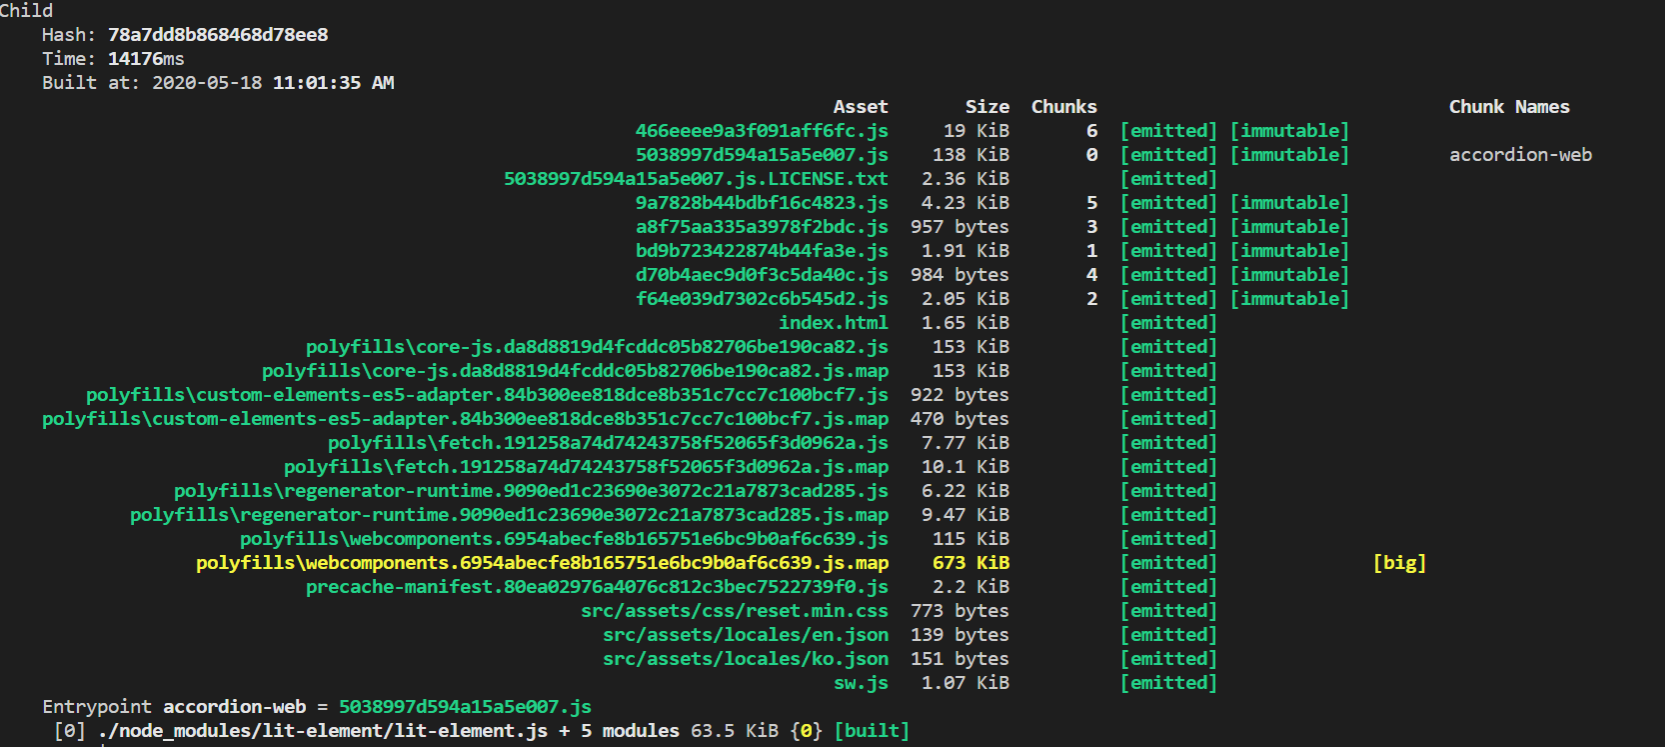 Child
Hash: 78a7dd8b868468d78ee8
Time: 14176ms
Built at: 2020-05-18 11:01:35 AM
Asset Size Chunks Chunk Names
466eeee9a3f091aff6fc.js 19 KiB 6 [emitted] [immutable]
5038997d594a15a5e007.js 138 KiB 0 [emitted] [immutable] accordion-web
5038997d594a15a5e007.js.LICENSE.txt 2.36 KiB [emitted]
9a7828b44bdbf16c4823.js 4.23 KiB 5 [emitted] [immutable]
a8f75aa335a3978f2bdc.js 957 bytes 3 [emitted] [immutable]
bd9b723422874b44fa3e.js 1.91 KiB 1 [emitted] [immutable]
d70b4aec9d0f3c5da40c.js 984 bytes 4 [emitted] [immutable]
f64e039d7302c6b545d2.js 2.05 KiB 2 [emitted] [immutable]
index.html 1.65 KiB [emitted]
polyfills\core-js.da8d8819d4fcddc05b82706be190ca82.js 153 KiB [emitted]
polyfills\core-js.da8d8819d4fcddc05b82706be190ca82.js.map 153 KiB [emitted]
polyfills\custom-elements-es5-adapter.84b300ee818dce8b351c7cc7c100bcf7.js 922 bytes [emitted]
polyfills\custom-elements-es5-adapter.84b300ee818dce8b351c7cc7c100bcf7.js.map 470 bytes [emitted]
polyfills\fetch.191258a74d74243758f52065f3d0962a.js 7.77 KiB [emitted]
polyfills\fetch.191258a74d74243758f52065f3d0962a.js.map 10.1 KiB [emitted]
polyfills\regenerator-runtime.9090ed1c23690e3072c21a7873cad285.js 6.22 KiB [emitted]
polyfills\regenerator-runtime.9090ed1c23690e3072c21a7873cad285.js.map 9.47 KiB [emitted]
polyfills\webcomponents.6954abecfe8b165751e6bc9b0af6c639.js 115 KiB [emitted]
polyfills\webcomponents.6954abecfe8b165751e6bc9b0af6c639.js.map 673 KiB [emitted] [big]
precache-manifest.80ea02976a4076c812c3bec7522739f0.js 2.2 KiB [emitted]
src/assets/css/reset.min.css 773 bytes [emitted]
src/assets/locales/en.json 139 bytes [emitted]
src/assets/locales/ko.json 151 bytes [emitted]
sw.js 1.07 KiB [emitted]
Entrypoint accordion-web = 5038997d594a15a5e007.js
[0] ./node_modules/lit-element/lit-element.js + 5 modules 63.5 KiB {0} [built]